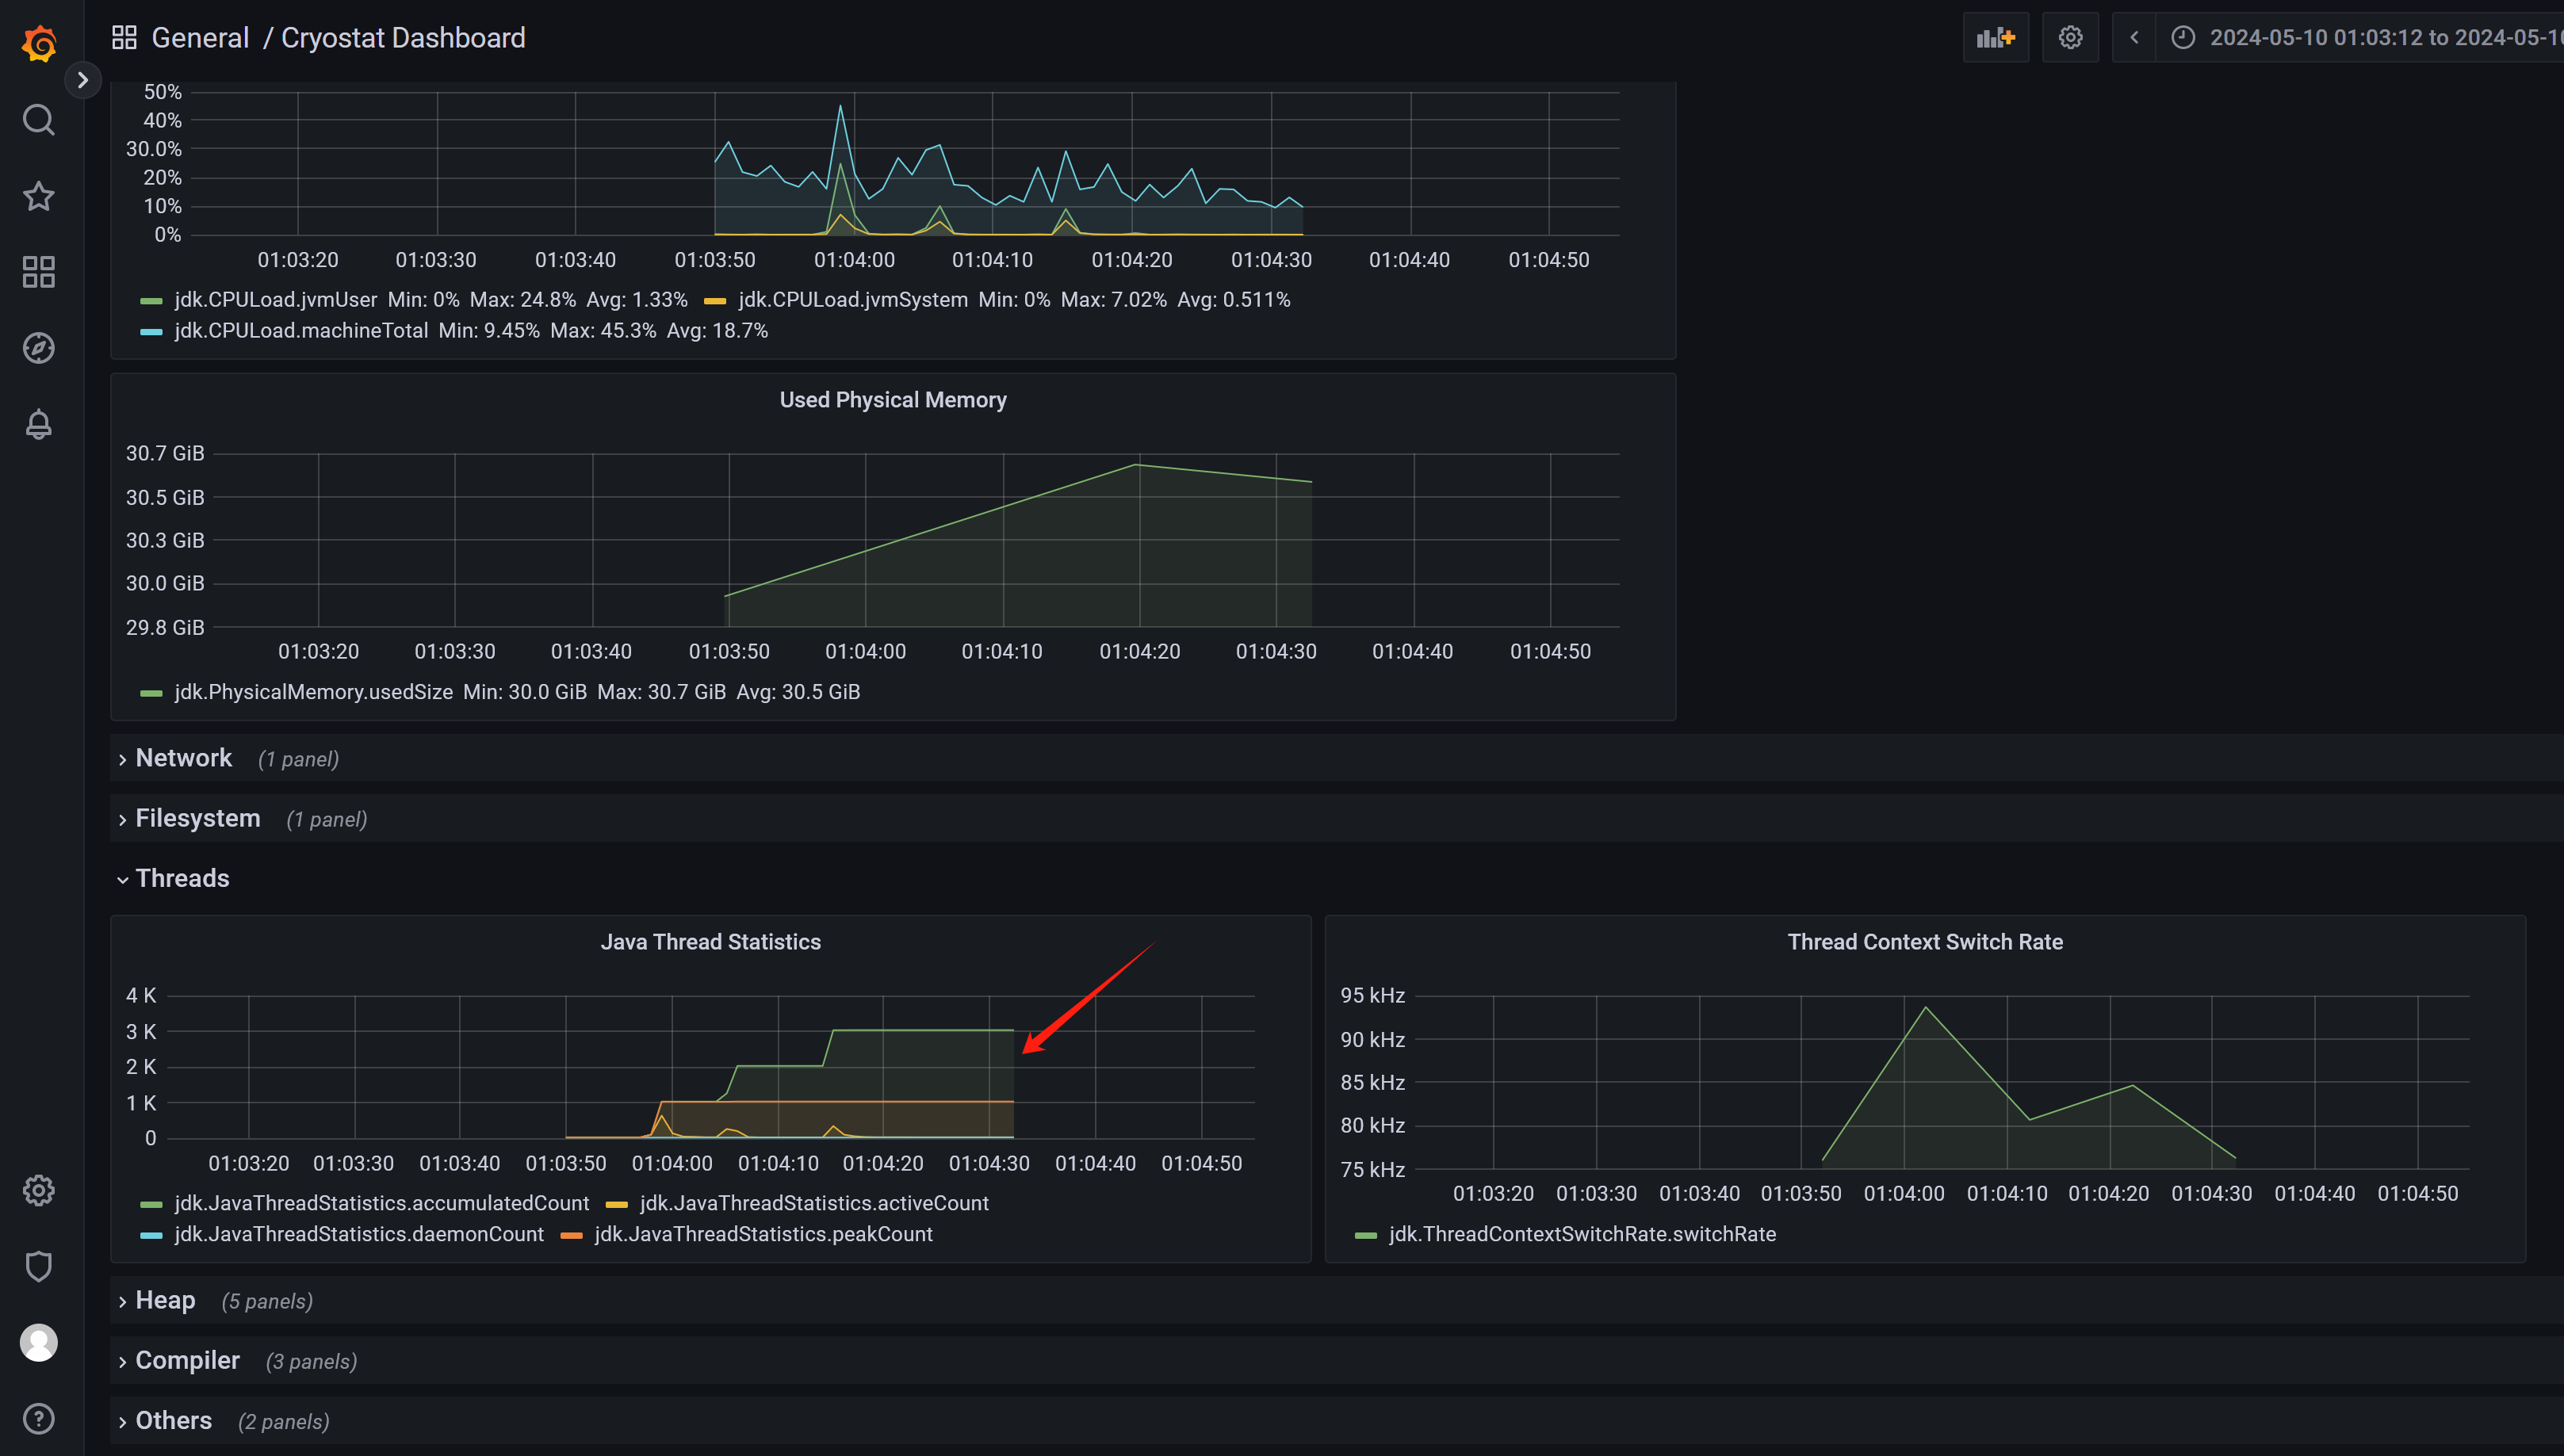 General / Cryostat Dashboard
2024-05-10 01:03:12 to 2024-05-10
50%
40%
30.0%
20%
10%
0%
01:03:20 01:03:30 01:03:40 01:03:50 01:04:00 01:04:10 01:04:20 01:04:30 01:04:40 01:04:50
jdk.CPULoad.jvmUser Min: 0% Max: 24.8% Avg: 1.33% jdk.CPULoad.jvmSystem Min: 0% Max: 7.02% Avg: 0.511%
jdk.CPULoad.machineTotal Min: 9.45% Max: 45.3% Avg: 18.7%
Used Physical Memory
30.7 GiB
30.5 GiB
30.3 GiB
30.0 GiB
29.8 GiB
01:03:20 01:03:30 01:03:40 01:03:50 01:04:00 01:04:10 01:04:20 01:04:30 01:04:40 01:04:50
jdk.PhysicalMemory.usedSize Min: 30.0 GiB Max: 30.7 GiB Avg: 30.5 GiB
Network (1 panel)
Filesystem (1 panel)
Threads
Java Thread Statistics
4 K
3 K
2 K
1 K
0
01:03:20 01:03:30 01:03:40 01:03:50 01:04:00 01:04:10 01:04:20 01:04:30 01:04:40 01:04:50
jdk.JavaThreadStatistics.accumulatedCount jdk.JavaThreadStatistics.activeCount
jdk.JavaThreadStatistics.daemonCount jdk.JavaThreadStatistics.peakCount
Thread Context Switch Rate
95 kHz
90 kHz
85 kHz
80 kHz
75 kHz
01:03:20 01:03:30 01:03:40 01:03:50 01:04:00 01:04:10 01:04:20 01:04:30 01:04:40 01:04:50
jdk.ThreadContextSwitchRate.switchRate
Heap (5 panels)
Compiler (3 panels)
Others (2 panels)